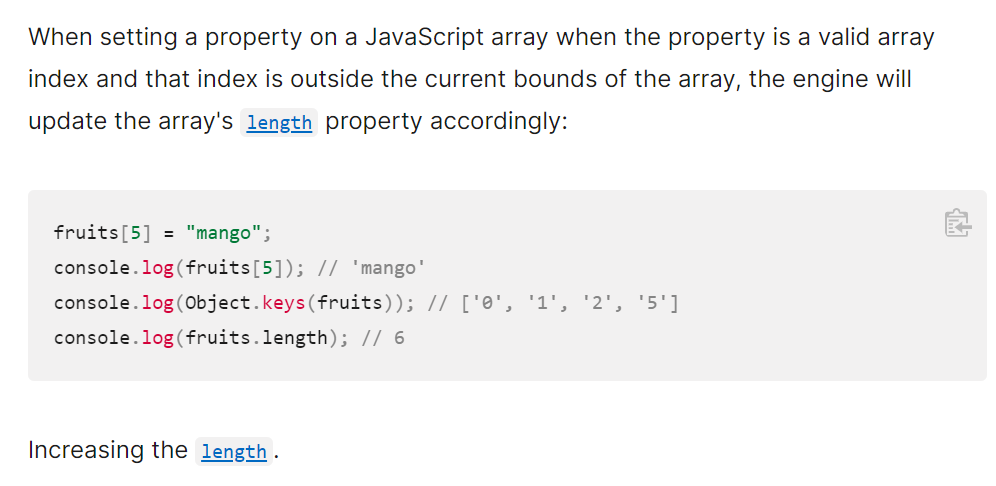 When setting a property on a JavaScript array when the property is a valid array
index and that index is outside the current bounds of the array, the engine will
update the array's length property accordingly:
fruits[5] = "mango";
console.log(fruits[5]); // 'mango'
console.log(Object.keys(fruits)); // ['0', '1', '2', '5']
console.log(fruits.length); // 6
Increasing the length.